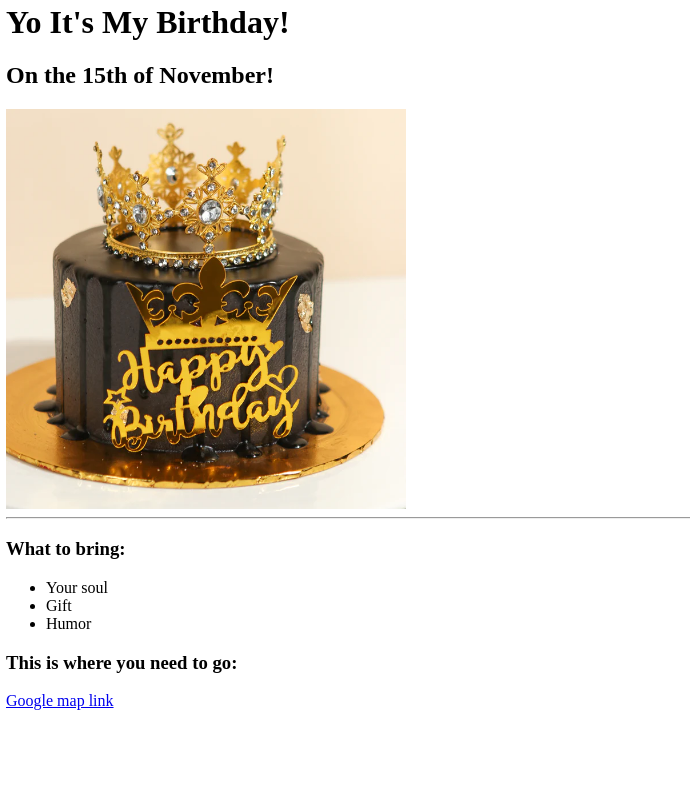 Yo It's My Birthday!
On the 15th of November!
Happy
Birthday
What to bring:
Your soul
Gift
Humor
This is where you need to go:
Google map link